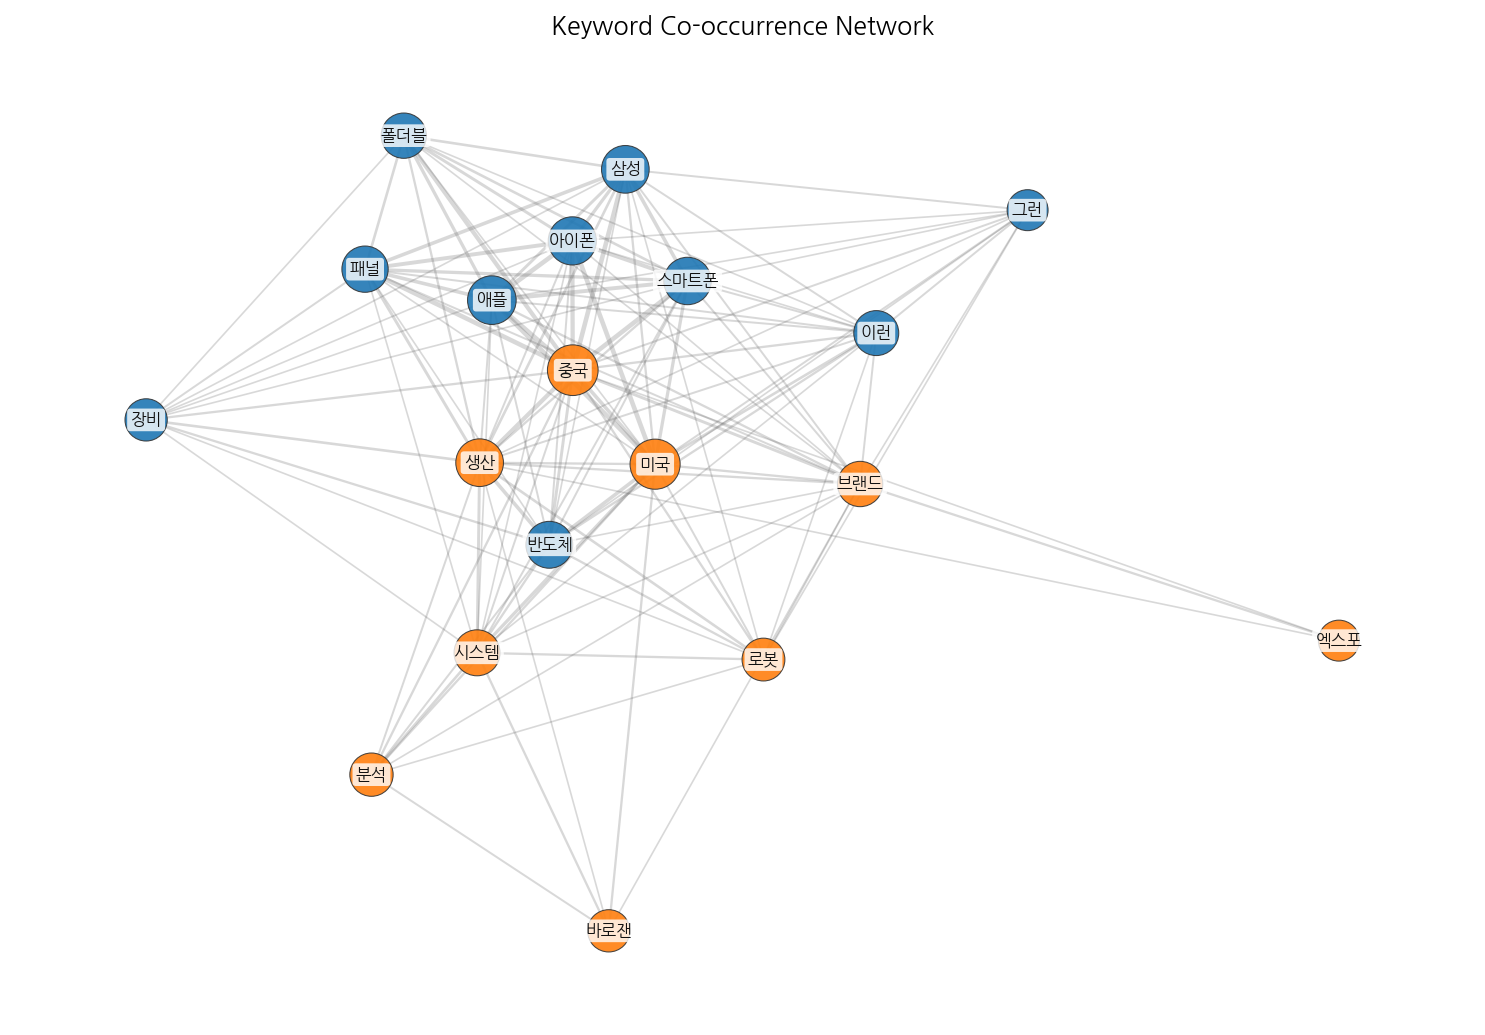 Keyword Co-occurrence Network
폴더블
삼성
그런
아이폰
패널
스마트폰
애플
이런
중국
장비
생산
미국
브랜드
반도체
엑스포
시스템
로봇
분석
바로잰